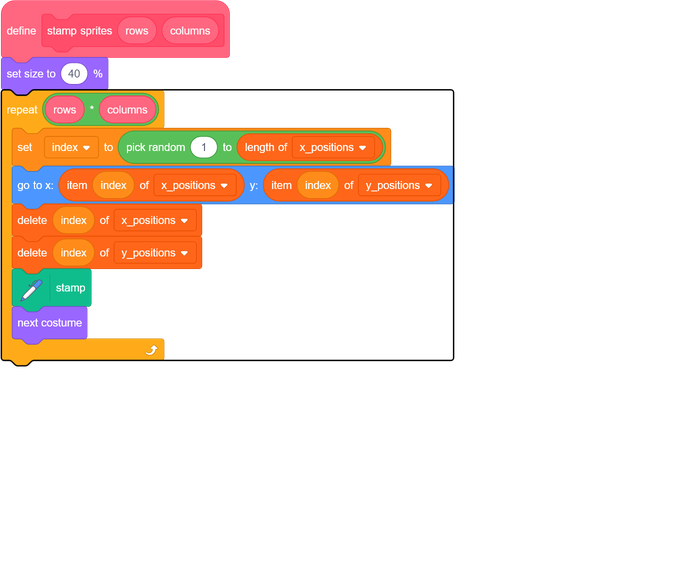 define stamp sprites rows columns
set size to 40 %
repeat rows * columns
set index to pick random 1 to length of x_positions
go to x: item index of x_positions y: item index of y_positions
delete index of x_positions
delete index of y_positions
stamp
next costume